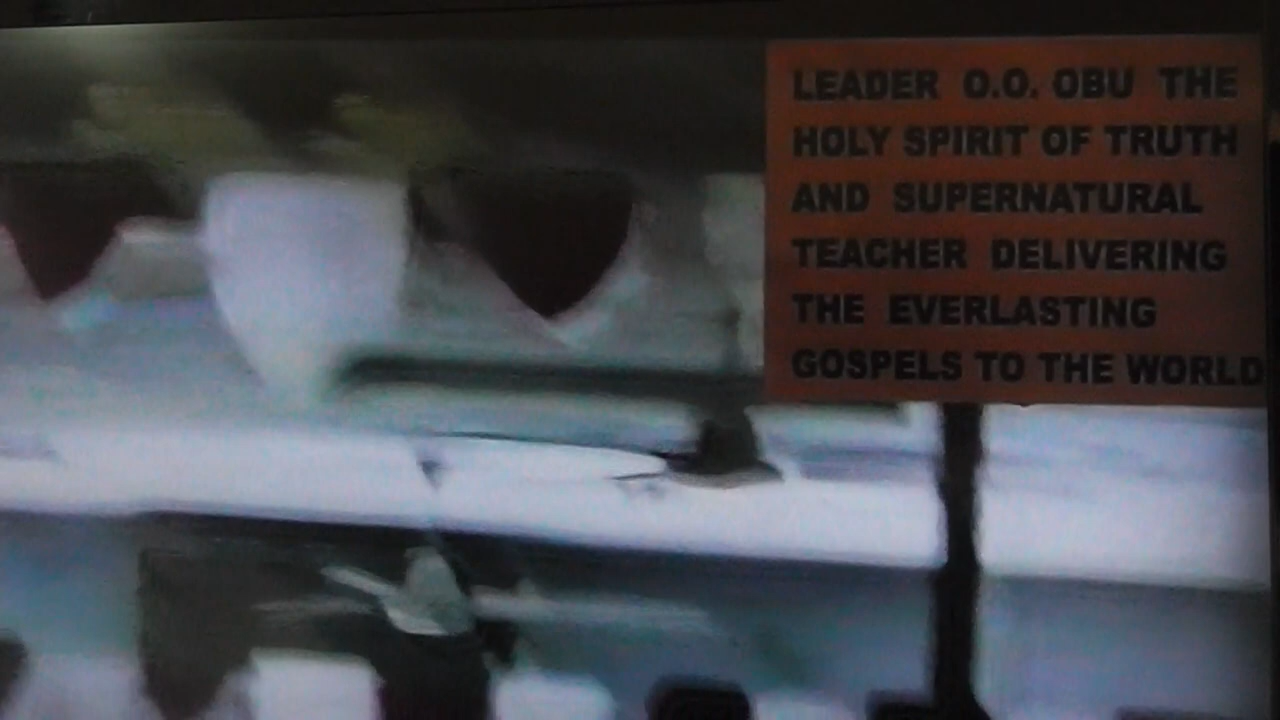 LEADER O.O. OBU THE
HOLY SPIRIT OF TRUTH
AND SUPERNATURAL
TEACHER DELIVERING
THE EVERLASTING
GOSPELS TO THE WORLD